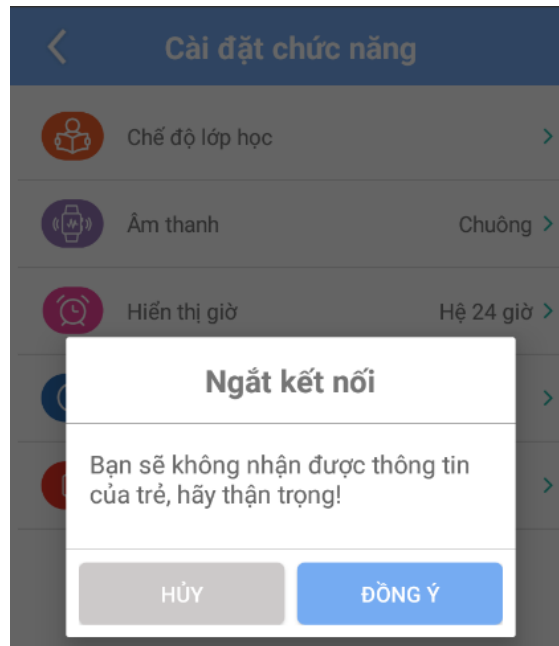 Cài đặt chức năng
Chế độ lớp học
Âm thanh Chuông
Hiển thị giờ Hệ 24 giờ
Ngắt kết nối
Bạn sẽ không nhận được thông tin
của trẻ, hãy thận trọng!
HỦY ĐỒNG Ý